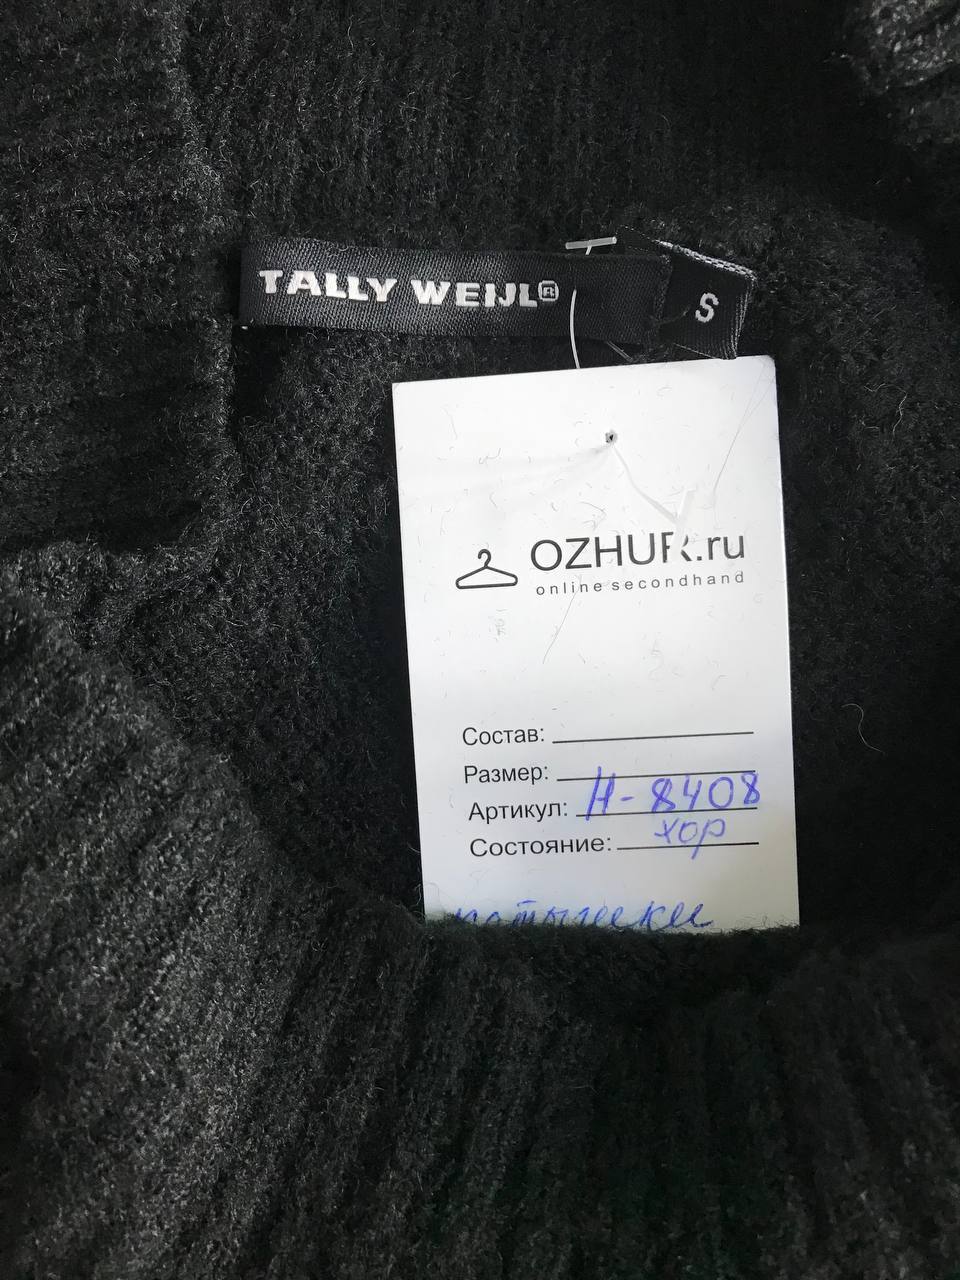 TALLY WEIJL®
S
OZHUR.ru
online secondhand
Состав:
Размер:
Артикул: Н-8408
Состояние: хор